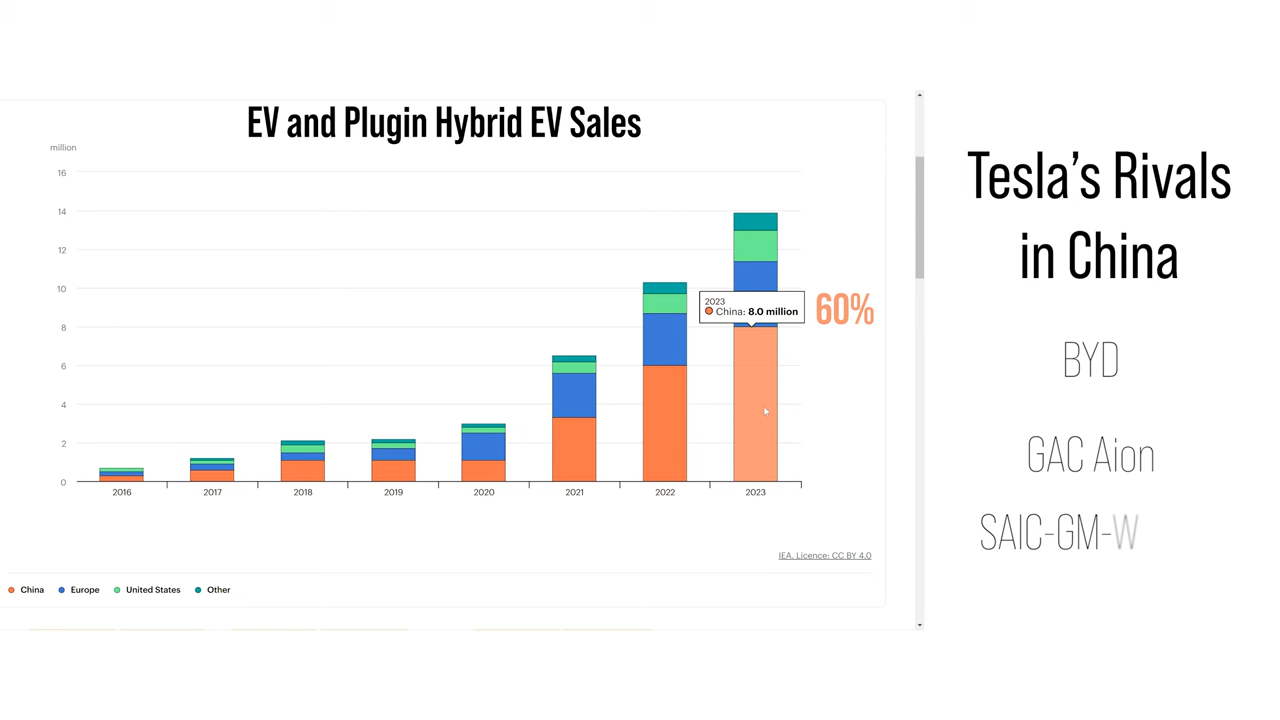 EV and Plugin Hybrid EV Sales
million
16
14
12
10
8
6
4
2
0
2016 2017 2018 2019 2020 2021 2022 2023
2023
China: 8.0 million
60%
IEA. Licence: CC BY 4.0
China Europe United States Other
Tesla's Rivals
in China
BYD
GAC Aion
SAIC-GM-W